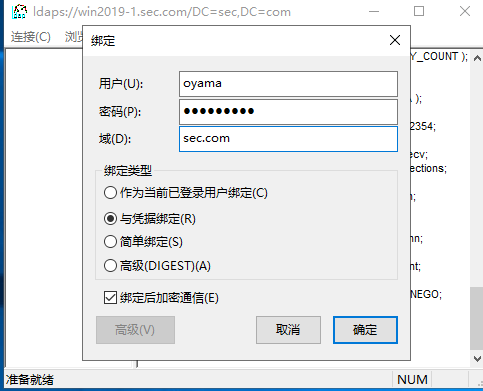 ldaps://win2019-1.sec.com/DC=sec,DC=com
连接(C) 浏
绑定
Y_COUNT );
用户(U): oyama
密码(P): ●●●●●●●●●
);
域(D): sec.com
2354;
ecv;
绑定类型
ections,
作为当前已登录用户绑定(C)
与凭据绑定(R)
简单绑定(S)
nn;
高级(DIGEST)(A)
nt;
绑定后加密通信(E)
NEGO;
高级(V) 取消 确定
准备就绪 NUM